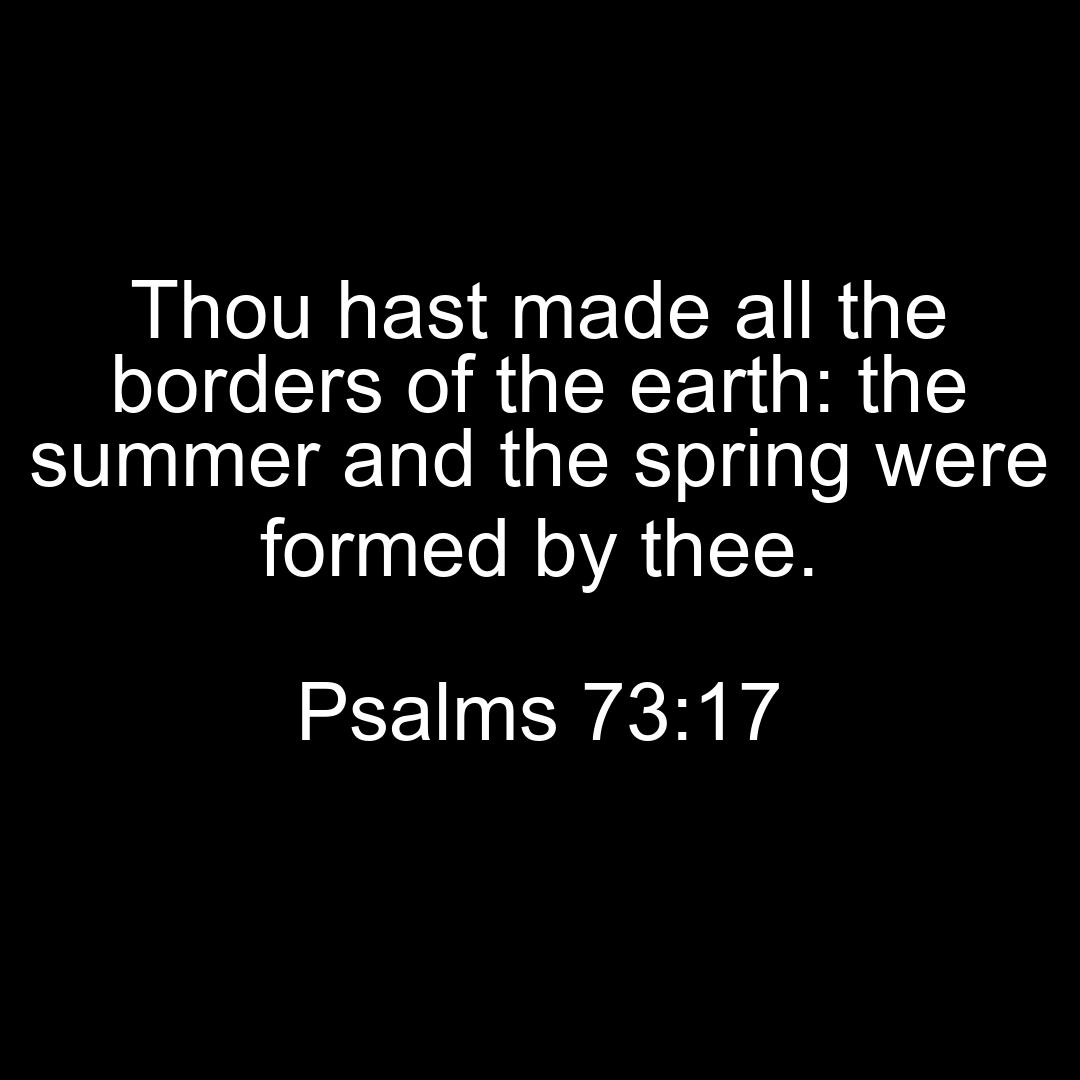 Thou hast made all the
borders of the earth: the
summer and the spring were
formed by thee.
Psalms 73:17